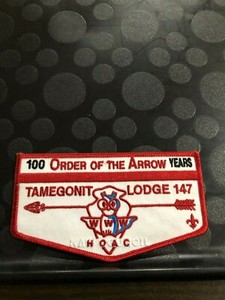 100 ORDER OF THE ARROW YEARS
TAMEGONIT LODGE 147
W W W
H O A C